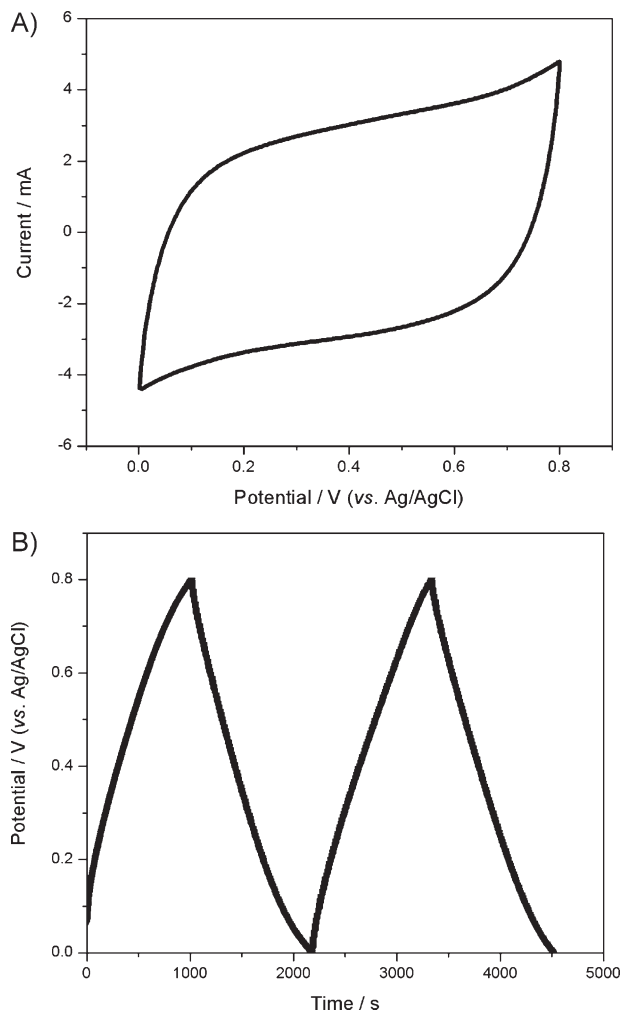 A)
6
4
2
0
-2
-4
-6
Current / mA
0.0 0.2 0.4 0.6 0.8
Potential / V (vs. Ag/AgCl)
B)
0.8
0.6
0.4
0.2
0.0
Potential / V (vs. Ag/AgCl)
0 1000 2000 3000 4000 5000
Time / s